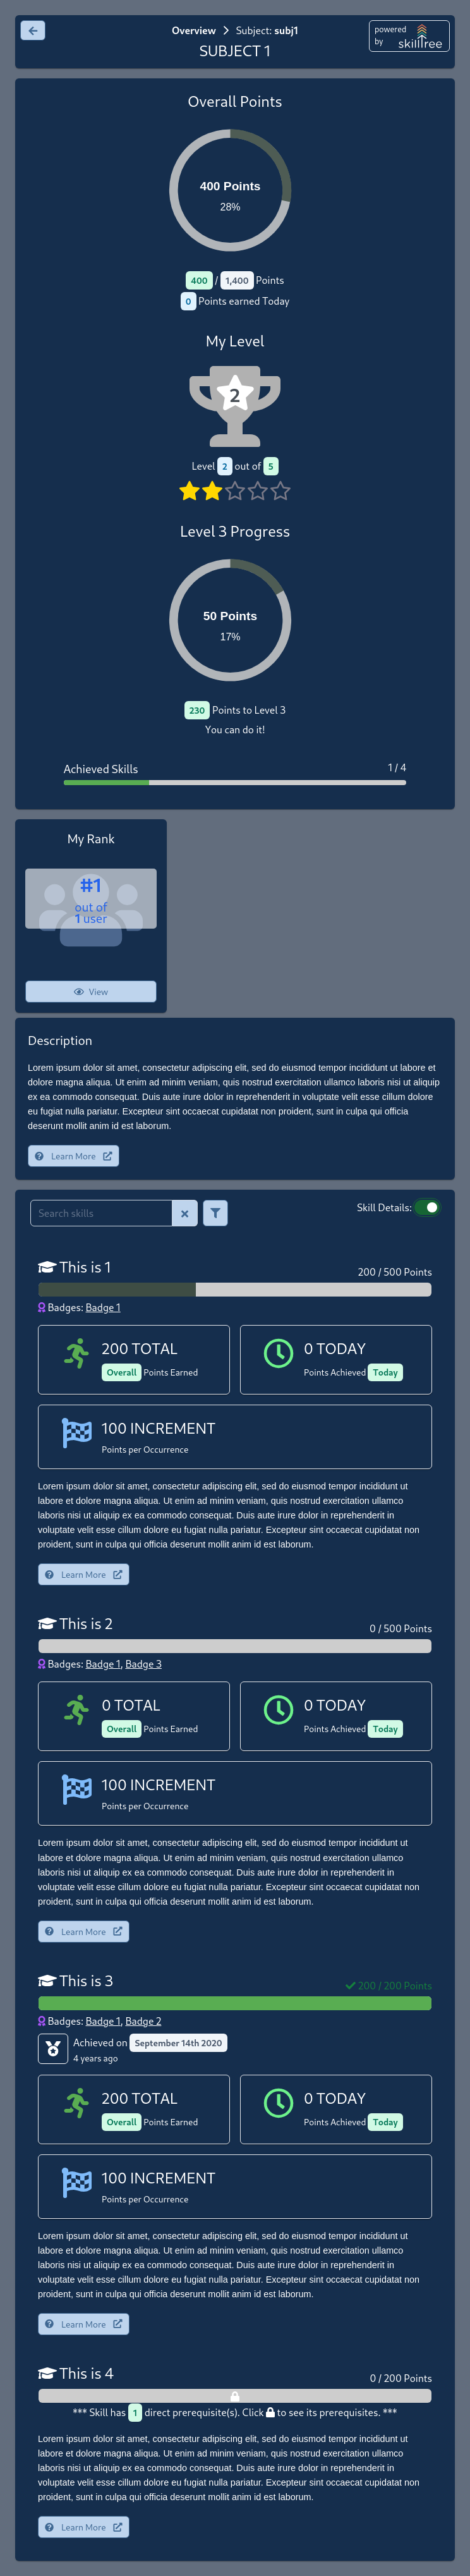 Overview > Subject: subj1
SUBJECT 1
powered by skilltree
Overall Points
400 Points
28%
400 / 1,400 Points
0 Points earned Today
My Level
2
Level 2 out of 5
Level 3 Progress
50 Points
17%
230 Points to Level 3
You can do it!
Achieved Skills 1 / 4
My Rank
#1
out of
1 user
View
Description
Lorem ipsum dolor sit amet, consectetur adipiscing elit, sed do eiusmod tempor incididunt ut labore et
dolore magna aliqua. Ut enim ad minim veniam, quis nostrud exercitation ullamco laboris nisi ut aliquip
ex ea commodo consequat. Duis aute irure dolor in reprehenderit in voluptate velit esse cillum dolore
eu fugiat nulla pariatur. Excepteur sint occaecat cupidatat non proident, sunt in culpa qui officia
deserunt mollit anim id est laborum.
Learn More
Search skills
Skill Details:
This is 1
200 / 500 Points
Badges: Badge 1
200 TOTAL
Overall Points Earned
0 TODAY
Points Achieved Today
100 INCREMENT
Points per Occurrence
Lorem ipsum dolor sit amet, consectetur adipiscing elit, sed do eiusmod tempor incididunt ut
labore et dolore magna aliqua. Ut enim ad minim veniam, quis nostrud exercitation ullamco
laboris nisi ut aliquip ex ea commodo consequat. Duis aute irure dolor in reprehenderit in
voluptate velit esse cillum dolore eu fugiat nulla pariatur. Excepteur sint occaecat cupidatat non
proident, sunt in culpa qui officia deserunt mollit anim id est laborum.
Learn More
This is 2
0 / 500 Points
Badges: Badge 1, Badge 3
0 TOTAL
Overall Points Earned
0 TODAY
Points Achieved Today
100 INCREMENT
Points per Occurrence
Lorem ipsum dolor sit amet, consectetur adipiscing elit, sed do eiusmod tempor incididunt ut
labore et dolore magna aliqua. Ut enim ad minim veniam, quis nostrud exercitation ullamco
laboris nisi ut aliquip ex ea commodo consequat. Duis aute irure dolor in reprehenderit in
voluptate velit esse cillum dolore eu fugiat nulla pariatur. Excepteur sint occaecat cupidatat non
proident, sunt in culpa qui officia deserunt mollit anim id est laborum.
Learn More
This is 3
200 / 200 Points
Badges: Badge 1, Badge 2
Achieved on September 14th 2020
4 years ago
200 TOTAL
Overall Points Earned
0 TODAY
Points Achieved Today
100 INCREMENT
Points per Occurrence
Lorem ipsum dolor sit amet, consectetur adipiscing elit, sed do eiusmod tempor incididunt ut
labore et dolore magna aliqua. Ut enim ad minim veniam, quis nostrud exercitation ullamco
laboris nisi ut aliquip ex ea commodo consequat. Duis aute irure dolor in reprehenderit in
voluptate velit esse cillum dolore eu fugiat nulla pariatur. Excepteur sint occaecat cupidatat non
proident, sunt in culpa qui officia deserunt mollit anim id est laborum.
Learn More
This is 4
0 / 200 Points
*** Skill has 1 direct prerequisite(s). Click to see its prerequisites. ***
Lorem ipsum dolor sit amet, consectetur adipiscing elit, sed do eiusmod tempor incididunt ut
labore et dolore magna aliqua. Ut enim ad minim veniam, quis nostrud exercitation ullamco
laboris nisi ut aliquip ex ea commodo consequat. Duis aute irure dolor in reprehenderit in
voluptate velit esse cillum dolore eu fugiat nulla pariatur. Excepteur sint occaecat cupidatat non
proident, sunt in culpa qui officia deserunt mollit anim id est laborum.
Learn More